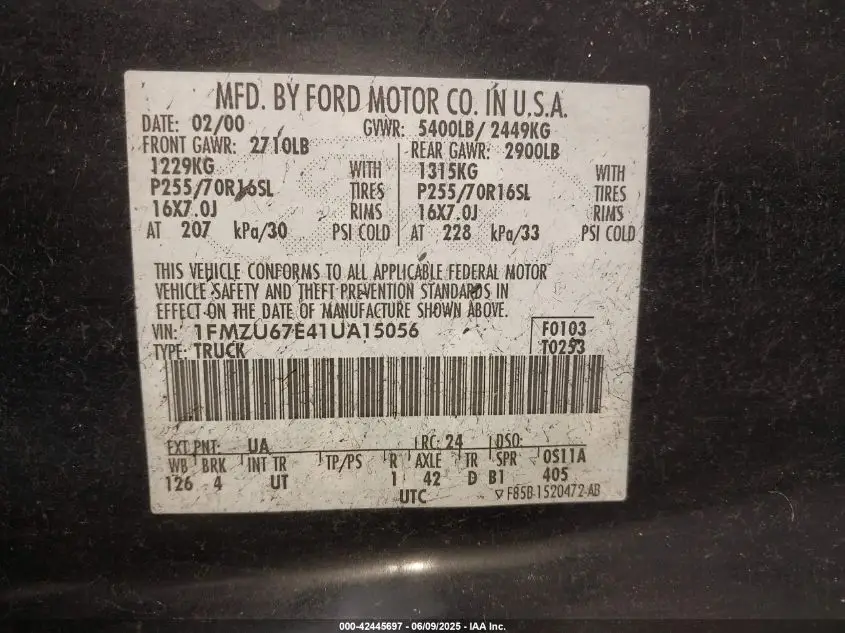 MFD. BY FORD MOTOR CO. IN U.S.A.
DATE: 02/00 GVWR: 5400LB/ 2449KG
FRONT GAWR: 2710LB REAR GAWR: 2900LB
1229KG WITH 1315KG WITH
P255/70R16SL TIRES P255/70R16SL TIRES
16X7.0J RIMS 16X7.0J RIMS
AT 207 kPa/30 PSI COLD AT 228 kPa/33 PSI COLD
THIS VEHICLE CONFORMS TO ALL APPLICABLE FEDERAL MOTOR
VEHICLE SAFETY AND THEFT PREVENTION STANDARDS IN
EFFECT ON THE DATE OF MANUFACTURE SHOWN ABOVE.
VIN: 1FMZU67E41UA15056 F0103
TYPE: TRUCK T0253
EXT PNT: UA RC: 24 DSO:
WB BRK INT TR TP/PS R AXLE TR SPR 0S11A
126 4 UT 1 42 D B1 405
UTC ▽ F85B-1520472-AB
000-42445697 - 06/09/2025 - IAA Inc.